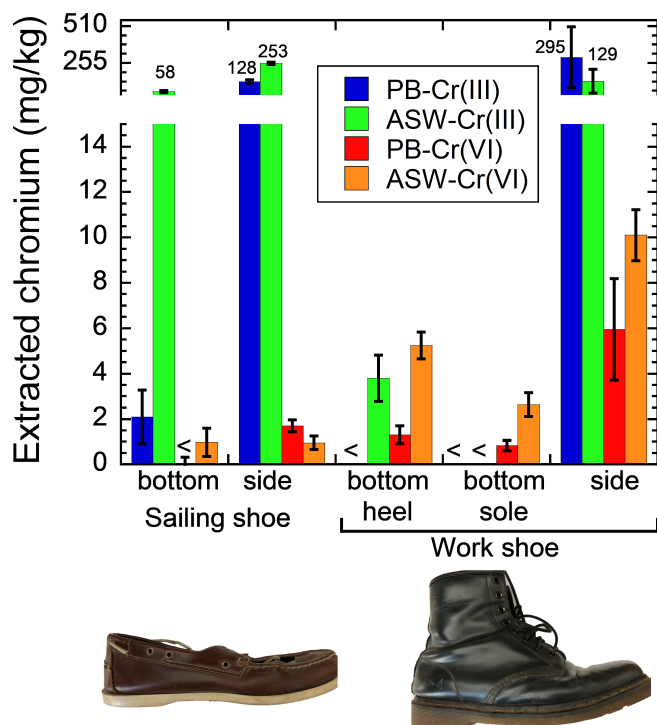 Extracted chromium (mg/kg)
510
255
14
12
10
8
6
4
2
0
58
128
253
295
129
PB-Cr(III)
ASW-Cr(III)
PB-Cr(VI)
ASW-Cr(VI)
<
<
< <
bottom side bottom bottom side
heel sole
Sailing shoe
Work shoe